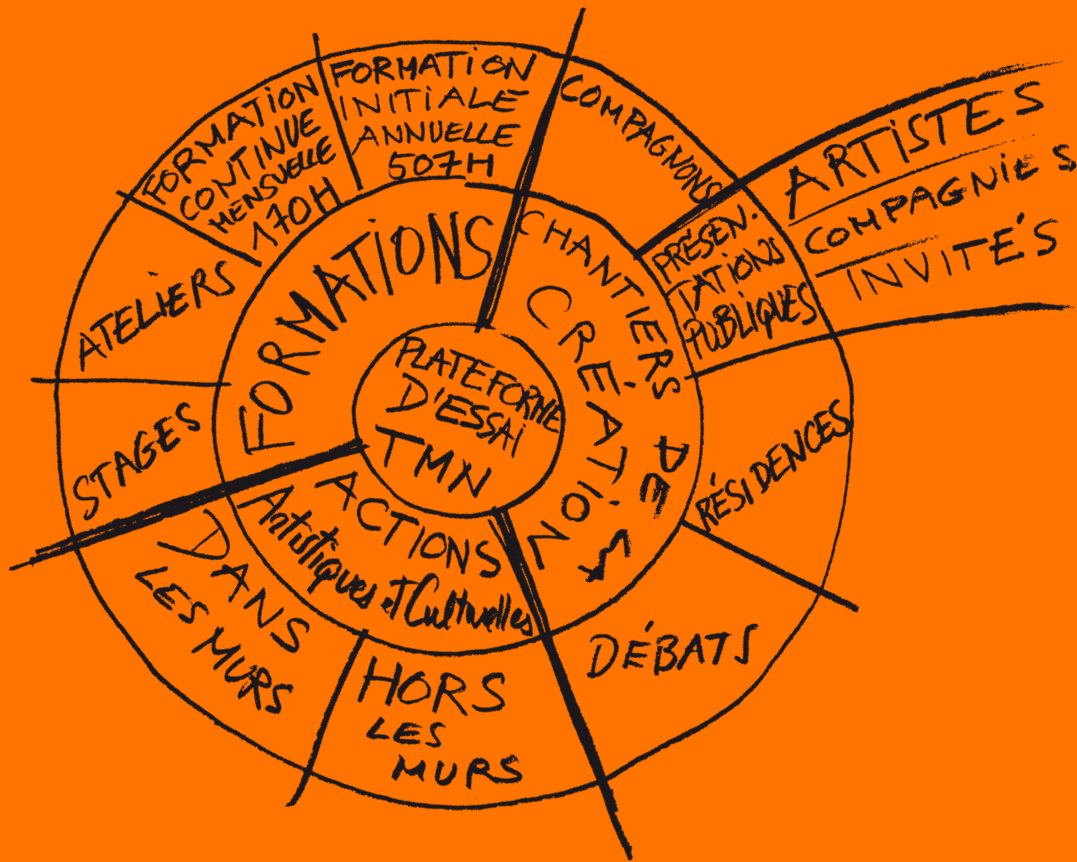 PLATEFORME
D'ESSAI
TMN
FORMATIONS
CHANTIERS DE LA
CRÉATION
ACTIONS
Artistiques et Culturelles
FORMATION
INITIALE
ANNUELLE
507H
FORMATION
CONTINUE
MENSUELLE
170H
ATELIERS
STAGES
DANS
LES MURS
HORS
LES
MURS
DÉBATS
RÉSIDENCES
PRÉSEN-
TATIONS
PUBLIQUES
COMPAGNONS
ARTISTES
COMPAGNIES
INVITÉS